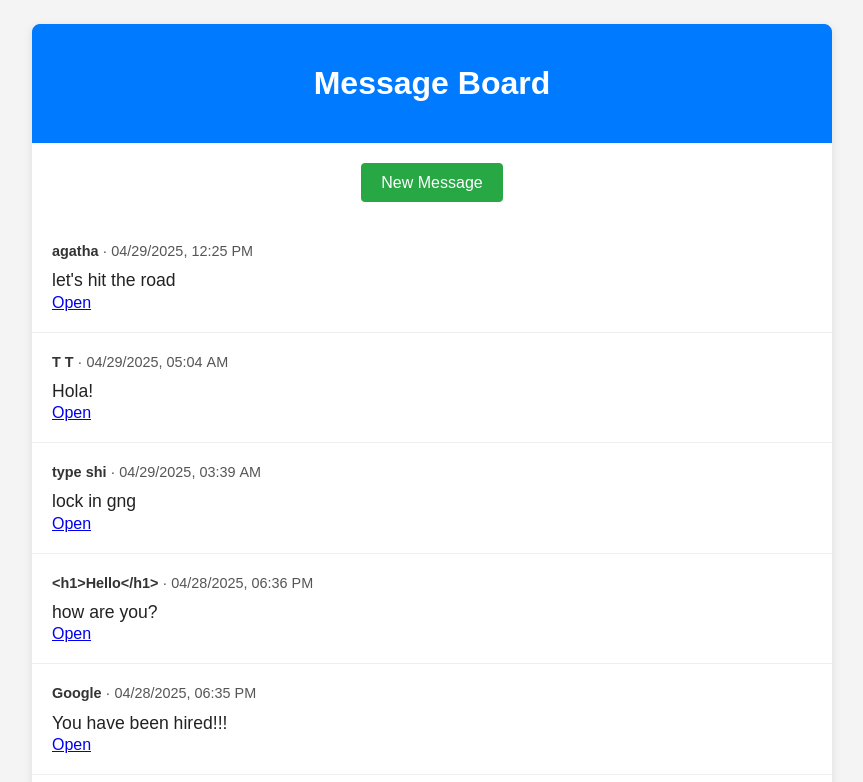 Message Board
New Message
agatha · 04/29/2025, 12:25 PM
let's hit the road
Open
T T · 04/29/2025, 05:04 AM
Hola!
Open
type shi · 04/29/2025, 03:39 AM
lock in gng
Open
<h1>Hello</h1> · 04/28/2025, 06:36 PM
how are you?
Open
Google · 04/28/2025, 06:35 PM
You have been hired!!!
Open